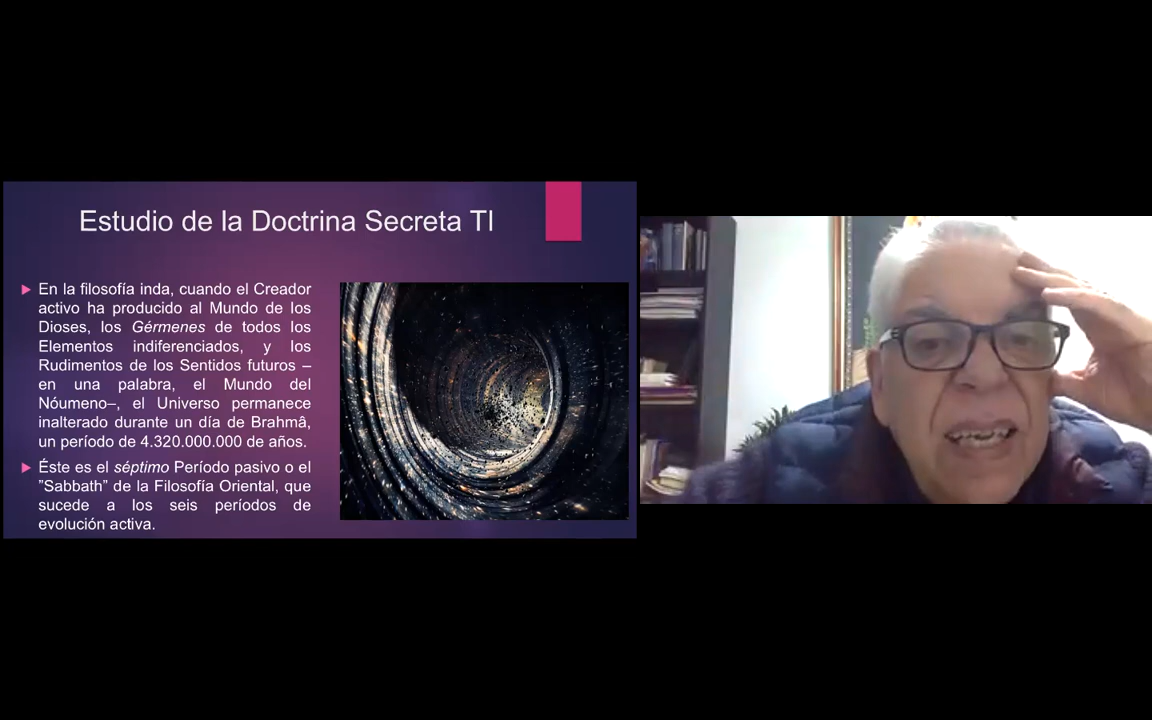 Estudio de la Doctrina Secreta TI
En la filosofía inda, cuando el Creador
activo ha producido al Mundo de los
Dioses, los Gérmenes de todos los
Elementos indiferenciados, y los
Rudimentos de los Sentidos futuros –
en una palabra, el Mundo del
Nóumeno–, el Universo permanece
inalterado durante un día de Brahmâ,
un período de 4.320.000.000 de años.
Éste es el séptimo Período pasivo o el
”Sabbath” de la Filosofía Oriental, que
sucede a los seis períodos de
evolución activa.